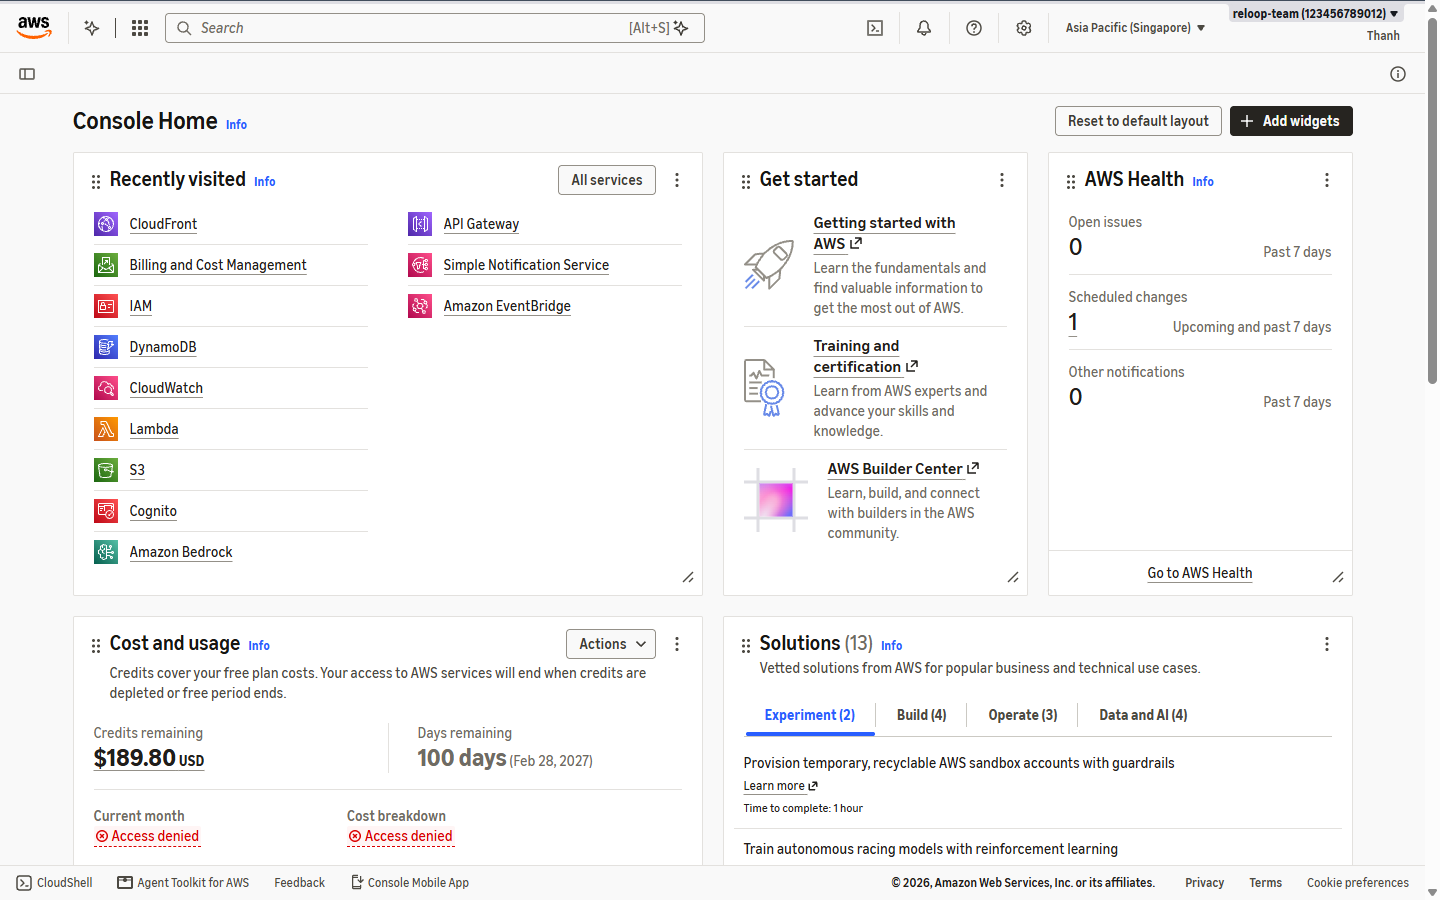 aws
Search
[Alt+S]
Asia Pacific (Singapore)
reloop-team (123456789012)
Thanh
Console Home Info
Reset to default layout
Add widgets
Recently visited Info
All services
CloudFront
Billing and Cost Management
IAM
DynamoDB
CloudWatch
Lambda
S3
Cognito
Amazon Bedrock
API Gateway
Simple Notification Service
Amazon EventBridge
Get started
Getting started with
AWS
Learn the fundamentals and
find valuable information to
get the most out of AWS.
Training and
certification
Learn from AWS experts and
advance your skills and
knowledge.
AWS Builder Center
Learn, build, and connect
with builders in the AWS
community.
AWS Health Info
Open issues
0
Past 7 days
Scheduled changes
1
Upcoming and past 7 days
Other notifications
0
Past 7 days
Go to AWS Health
Cost and usage Info
Actions
Credits cover your free plan costs. Your access to AWS services will end when credits are
depleted or free period ends.
Credits remaining
$189.80 USD
Days remaining
100 days (Feb 28, 2027)
Current month
Access denied
Cost breakdown
Access denied
Solutions (13) Info
Vetted solutions from AWS for popular business and technical use cases.
Experiment (2)
Build (4)
Operate (3)
Data and AI (4)
Provision temporary, recyclable AWS sandbox accounts with guardrails
Learn more
Time to complete: 1 hour
Train autonomous racing models with reinforcement learning
CloudShell
Agent Toolkit for AWS
Feedback
Console Mobile App
© 2026, Amazon Web Services, Inc. or its affiliates.
Privacy
Terms
Cookie preferences